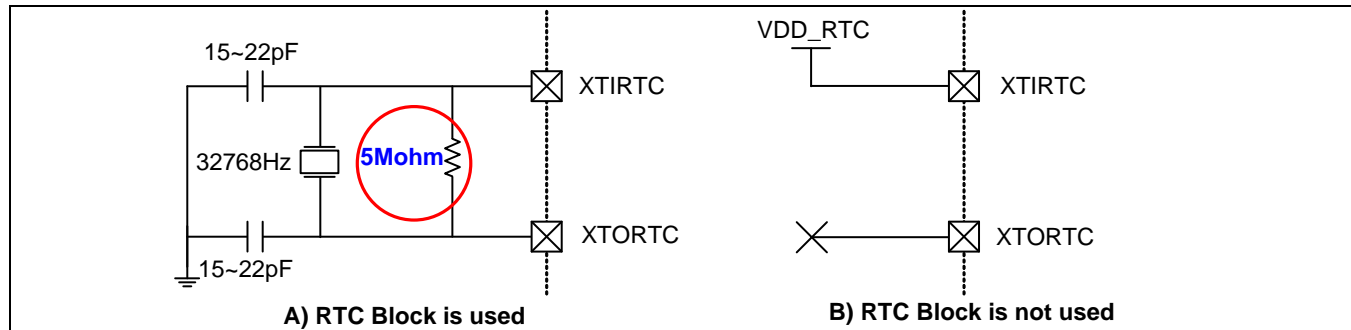 15~22pF
XTIRTC
32768Hz
5Mohm
XTORTC
15~22pF
A) RTC Block is used
VDD_RTC
XTIRTC
XTORTC
B) RTC Block is not used